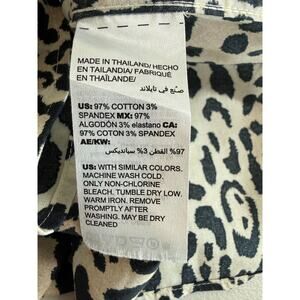 MADE IN THAILAND/ HECHO
EN TAILANDIA/ FABRIQUÉ
EN THAÏLANDE/
صنع في تايلاند
US: 97% COTTON 3%
SPANDEX MX: 97%
ALGODÓN 3% elastano CA:
97% COTON 3% SPANDEX
AE/KW:
97% القطن 3% سباندیکس
US: WITH SIMILAR COLORS.
MACHINE WASH COLD.
ONLY NON-CHLORINE
BLEACH. TUMBLE DRY LOW.
WARM IRON. REMOVE
PROMPTLY AFTER
WASHING. MAY BE DRY
CLEANED